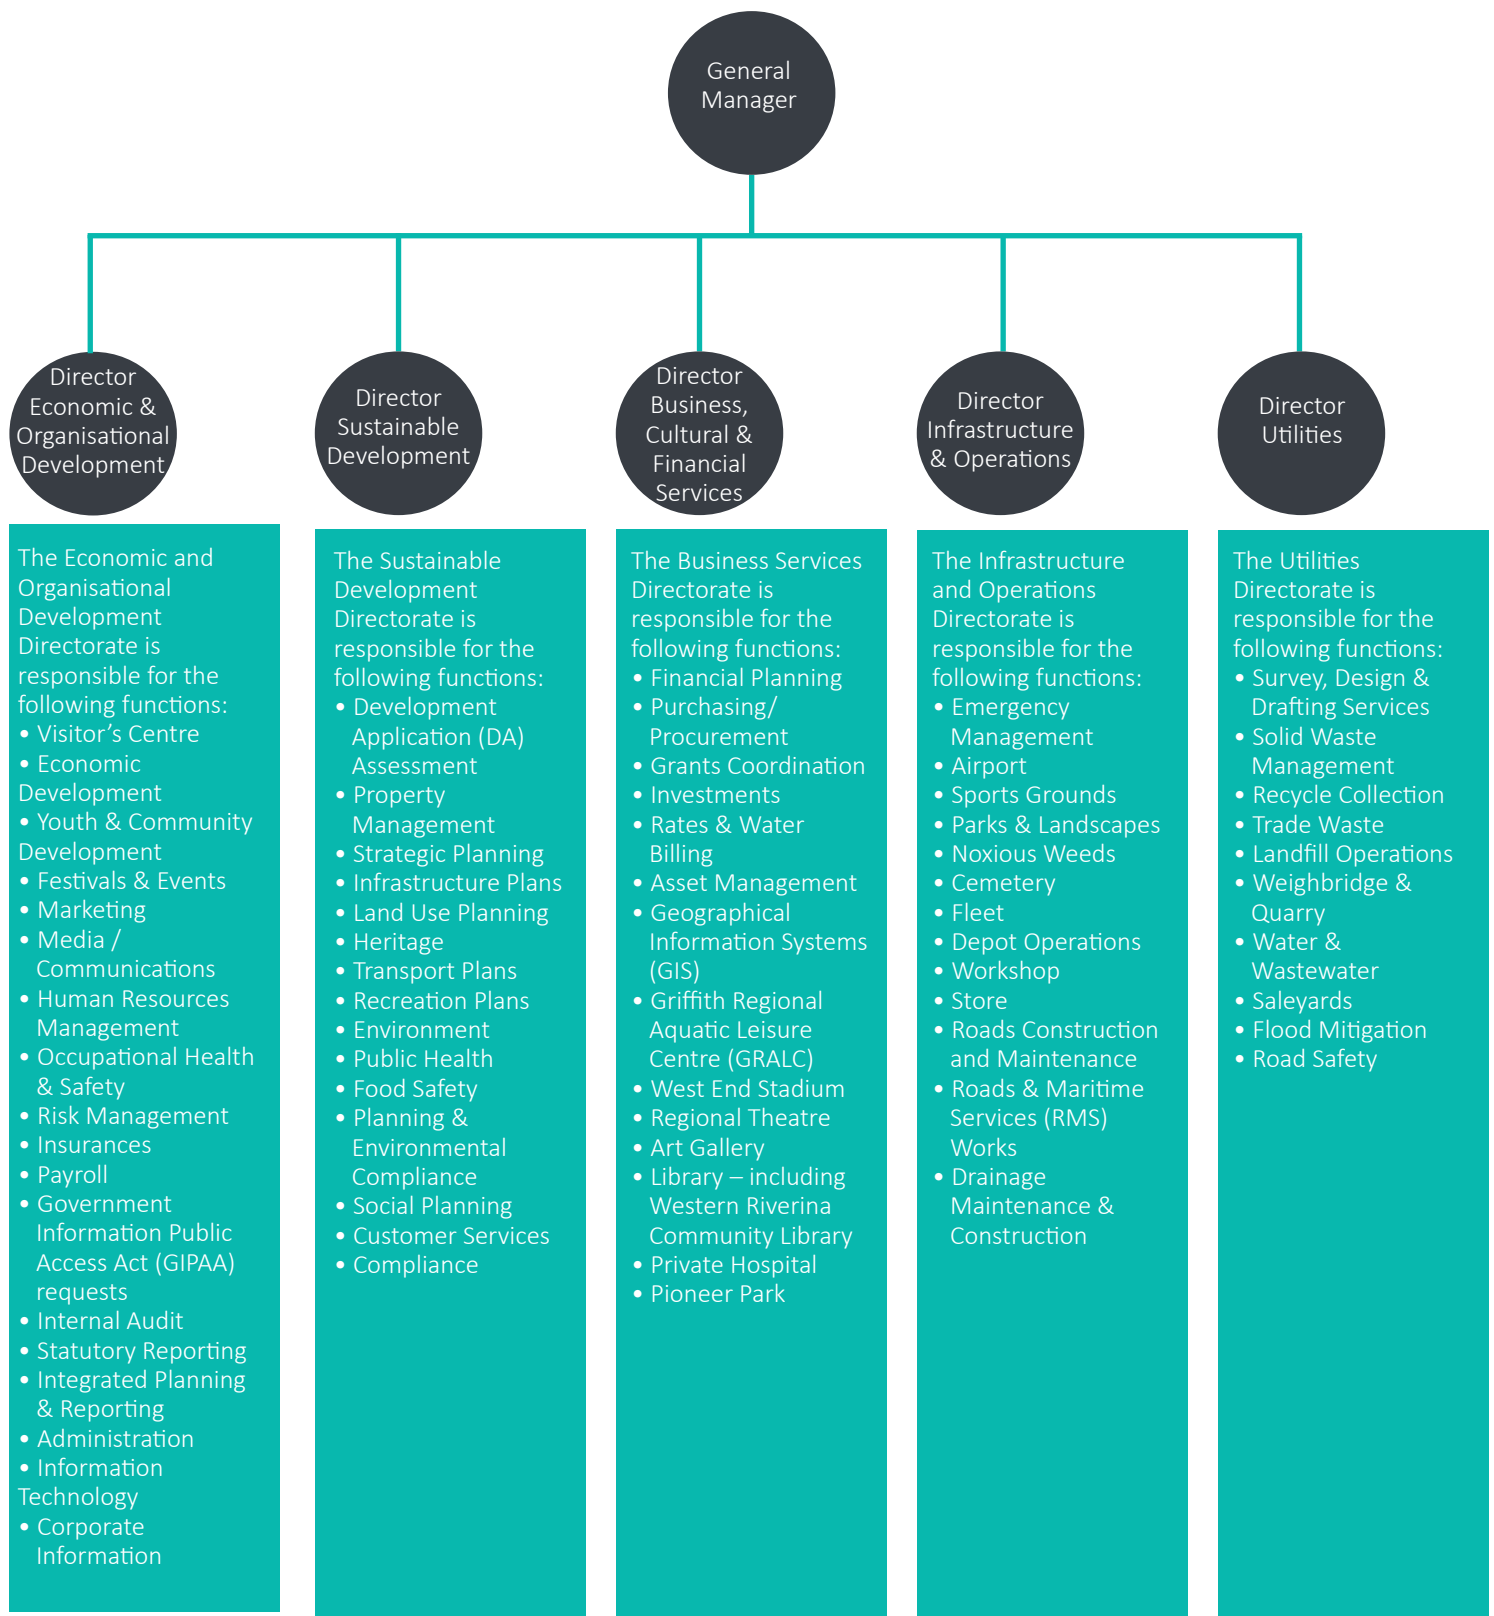 General
Manager
Director
Economic &
Organisational
Development
Director
Sustainable
Development
Director
Business,
Cultural &
Financial
Services
Director
Infrastructure
& Operations
Director
Utilities
The Economic and
Organisational
Development
Directorate is
responsible for the
following functions:
• Visitor’s Centre
• Economic
Development
• Youth & Community
Development
• Festivals & Events
• Marketing
• Media /
Communications
• Human Resources
Management
• Occupational Health
& Safety
• Risk Management
• Insurances
• Payroll
• Government
Information Public
Access Act (GIPAA)
requests
• Internal Audit
• Statutory Reporting
• Integrated Planning
& Reporting
• Administration
• Information
Technology
• Corporate
Information
The Sustainable
Development
Directorate is
responsible for the
following functions:
• Development
Application (DA)
Assessment
• Property
Management
• Strategic Planning
• Infrastructure Plans
• Land Use Planning
• Heritage
• Transport Plans
• Recreation Plans
• Environment
• Public Health
• Food Safety
• Planning &
Environmental
Compliance
• Social Planning
• Customer Services
• Compliance
The Business Services
Directorate is
responsible for the
following functions:
• Financial Planning
• Purchasing/
Procurement
• Grants Coordination
• Investments
• Rates & Water
Billing
• Asset Management
• Geographical
Information Systems
(GIS)
• Griffith Regional
Aquatic Leisure
Centre (GRALC)
• West End Stadium
• Regional Theatre
• Art Gallery
• Library – including
Western Riverina
Community Library
• Private Hospital
• Pioneer Park
The Infrastructure
and Operations
Directorate is
responsible for the
following functions:
• Emergency
Management
• Airport
• Sports Grounds
• Parks & Landscapes
• Noxious Weeds
• Cemetery
• Fleet
• Depot Operations
• Workshop
• Store
• Roads Construction
and Maintenance
• Roads & Maritime
Services (RMS)
Works
• Drainage
Maintenance &
Construction
The Utilities
Directorate is
responsible for the
following functions:
• Survey, Design &
Drafting Services
• Solid Waste
Management
• Recycle Collection
• Trade Waste
• Landfill Operations
• Weighbridge &
Quarry
• Water &
Wastewater
• Saleyards
• Flood Mitigation
• Road Safety